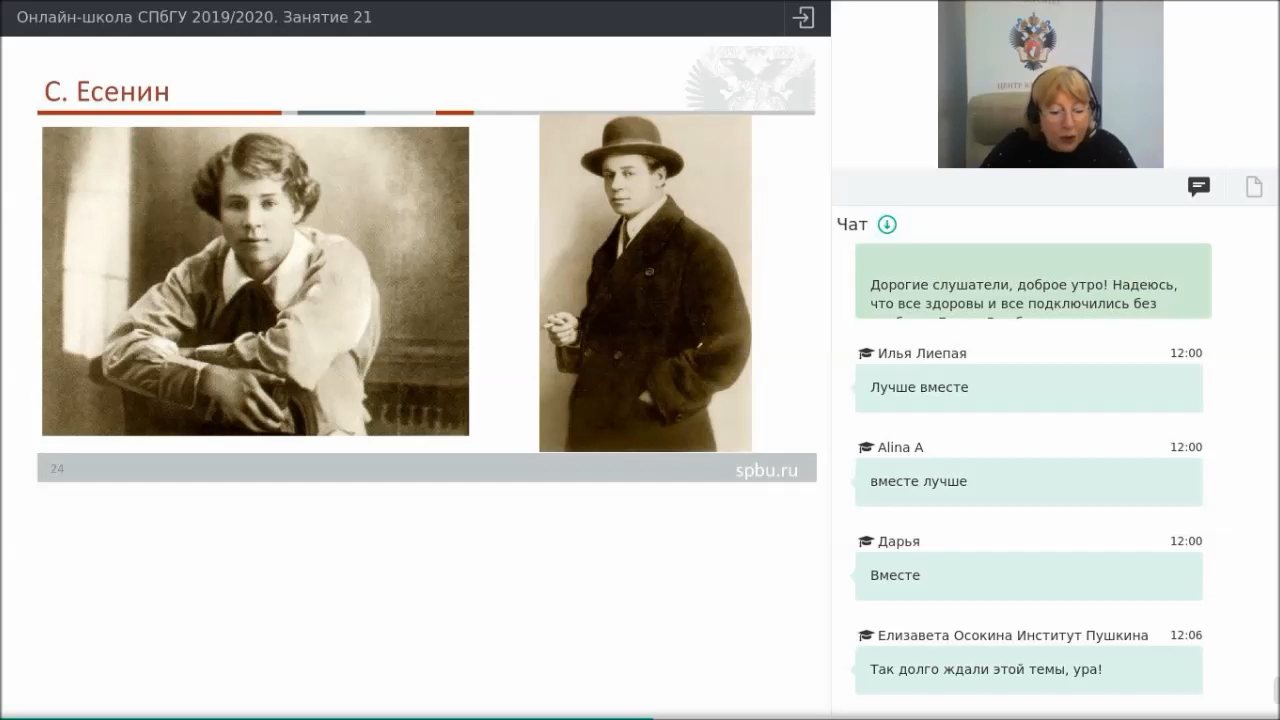 Онлайн-школа СПбГУ 2019/2020. Занятие 21
С. Есенин
24
spbu.ru
Чат
Дорогие слушатели, доброе утро! Надеюсь,
что все здоровы и все подключились без
Илья Лиепая 12:00
Лучше вместе
Alina A 12:00
вместе лучше
Дарья 12:00
Вместе
Елизавета Осокина Институт Пушкина 12:06
Так долго ждали этой темы, ура!